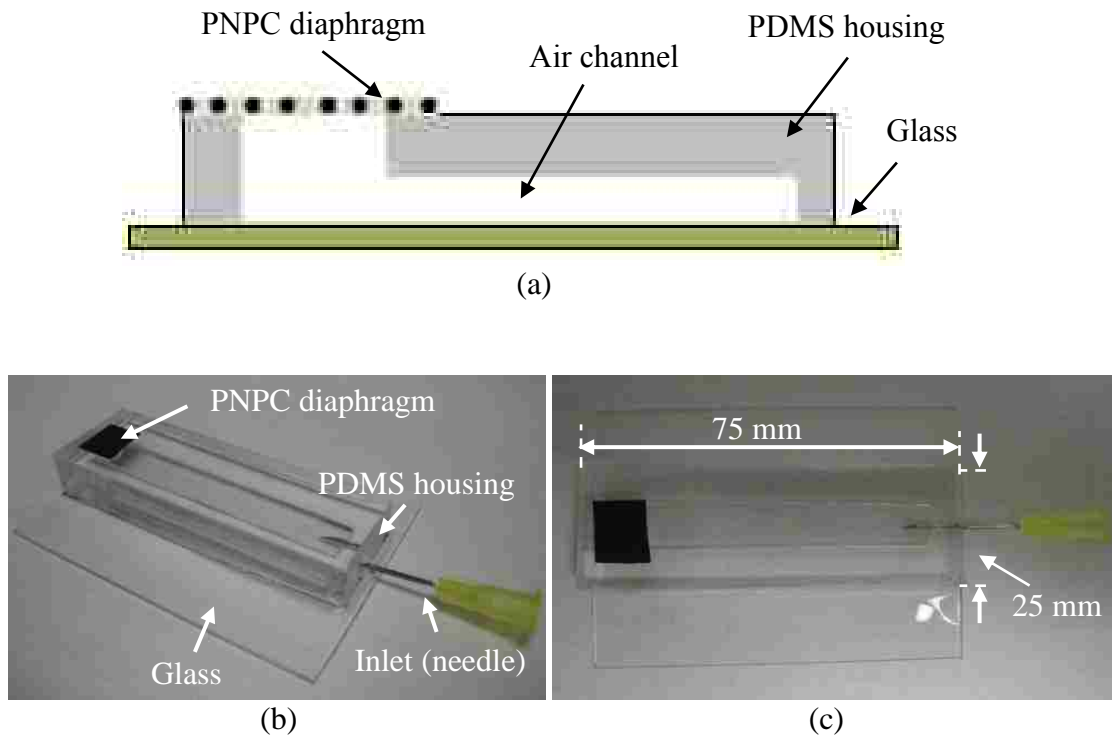 PNPC diaphragm
PDMS housing
Air channel
Glass
(a)
PNPC diaphragm
PDMS housing
Glass
Inlet (needle)
(b)
75 mm
25 mm
(c)